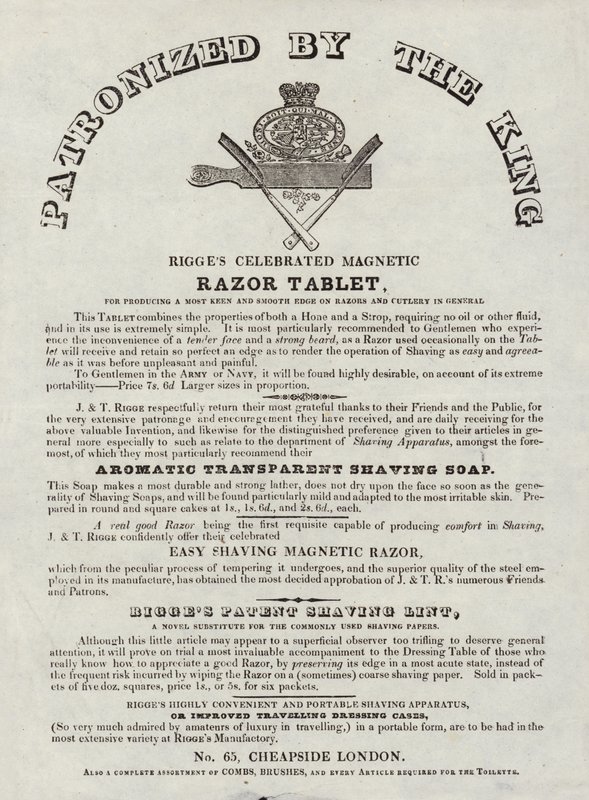 PATRONIZED BY THE KING
HONI·SOIT·QUI·MAL·Y·PENSE
RIGGE'S CELEBRATED MAGNETIC
RAZOR TABLET,
FOR PRODUCING A MOST KEEN AND SMOOTH EDGE ON RAZORS AND CUTLERY IN GENERAL
This TABLET combines the properties of both a Hone and a Strop, requiring no oil or other fluid,
and in its use is extremely simple. It is most particularly recommended to Gentlemen who experi-
ence the inconvenience of a tender face and a strong beard, as a Razor used occasionally on the Tab-
let will receive and retain so perfect an edge as to render the operation of Shaving as easy and agreea-
ble as it was before unpleasant and painful.
To Gentlemen in the ARMY or NAVY, it will be found highly desirable, on account of its extreme
portability——Price 7s. 6d Larger sizes in proportion.
J. & T. RIGGE respectfully return their most grateful thanks to their Friends and the Public, for
the very extensive patronage and encouragement they have received, and are daily receiving for the
above valuable Invention, and likewise for the distinguished preference given to their articles in ge-
neral more especially to such as relate to the department of Shaving Apparatus, amongst the fore-
most, of which they most particularly recommend their
AROMATIC TRANSPARENT SHAVING SOAP.
This Soap makes a most durable and strong lather, does not dry upon the face so soon as the gene-
rality of Shaving Soaps, and will be found particularly mild and adapted to the most irritable skin. Pre-
pared in round and square cakes at 1s., 1s. 6d., and 2s. 6d., each.
A real good Razor being the first requisite capable of producing comfort in Shaving,
J. & T. RIGGE confidently offer their celebrated
EASY SHAVING MAGNETIC RAZOR,
which from the peculiar process of tempering it undergoes, and the superior quality of the steel em-
ployed in its manufacture, has obtained the most decided approbation of J. & T. R.'s numerous Friends
and Patrons.
RIGGE'S PATENT SHAVING LINT,
A NOVEL SUBSTITUTE FOR THE COMMONLY USED SHAVING PAPERS.
Although this little article may appear to a superficial observer too trifling to deserve general
attention, it will prove on trial a most invaluable accompaniment to the Dressing Table of those who
really know how to appreciate a good Razor, by preserving its edge in a most acute state, instead of
the frequent risk incurred by wiping the Razor on a (sometimes) coarse shaving paper. Sold in pack-
ets of five doz. squares, price 1s., or 5s. for six packets.
RIGGE'S HIGHLY CONVENIENT AND PORTABLE SHAVING APPARATUS,
OR IMPROVED TRAVELLING DRESSING CASES,
(So very much admired by amateurs of luxury in travelling,) in a portable form, are to be had in the
most extensive variety at RIGGE'S Manufactory.
No. 65, CHEAPSIDE LONDON.
ALSO A COMPLETE ASSORTMENT OF COMBS, BRUSHES, AND EVERY ARTICLE REQUIRED FOR THE TOILETTE.